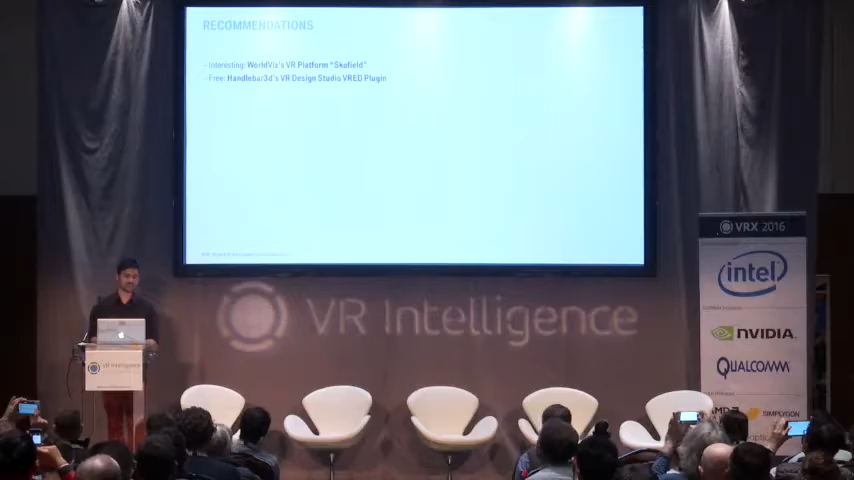 RECOMMENDATIONS
- Interesting: WorldViz's VR Platform "Skofield"
- Free: Handlebar3d's VR Design Studio VRED Plugin
VR Intelligence
VR Intelligence
VRX 2016
intel
NVIDIA.
QUALCOMM
AMD
SIMPLYGON